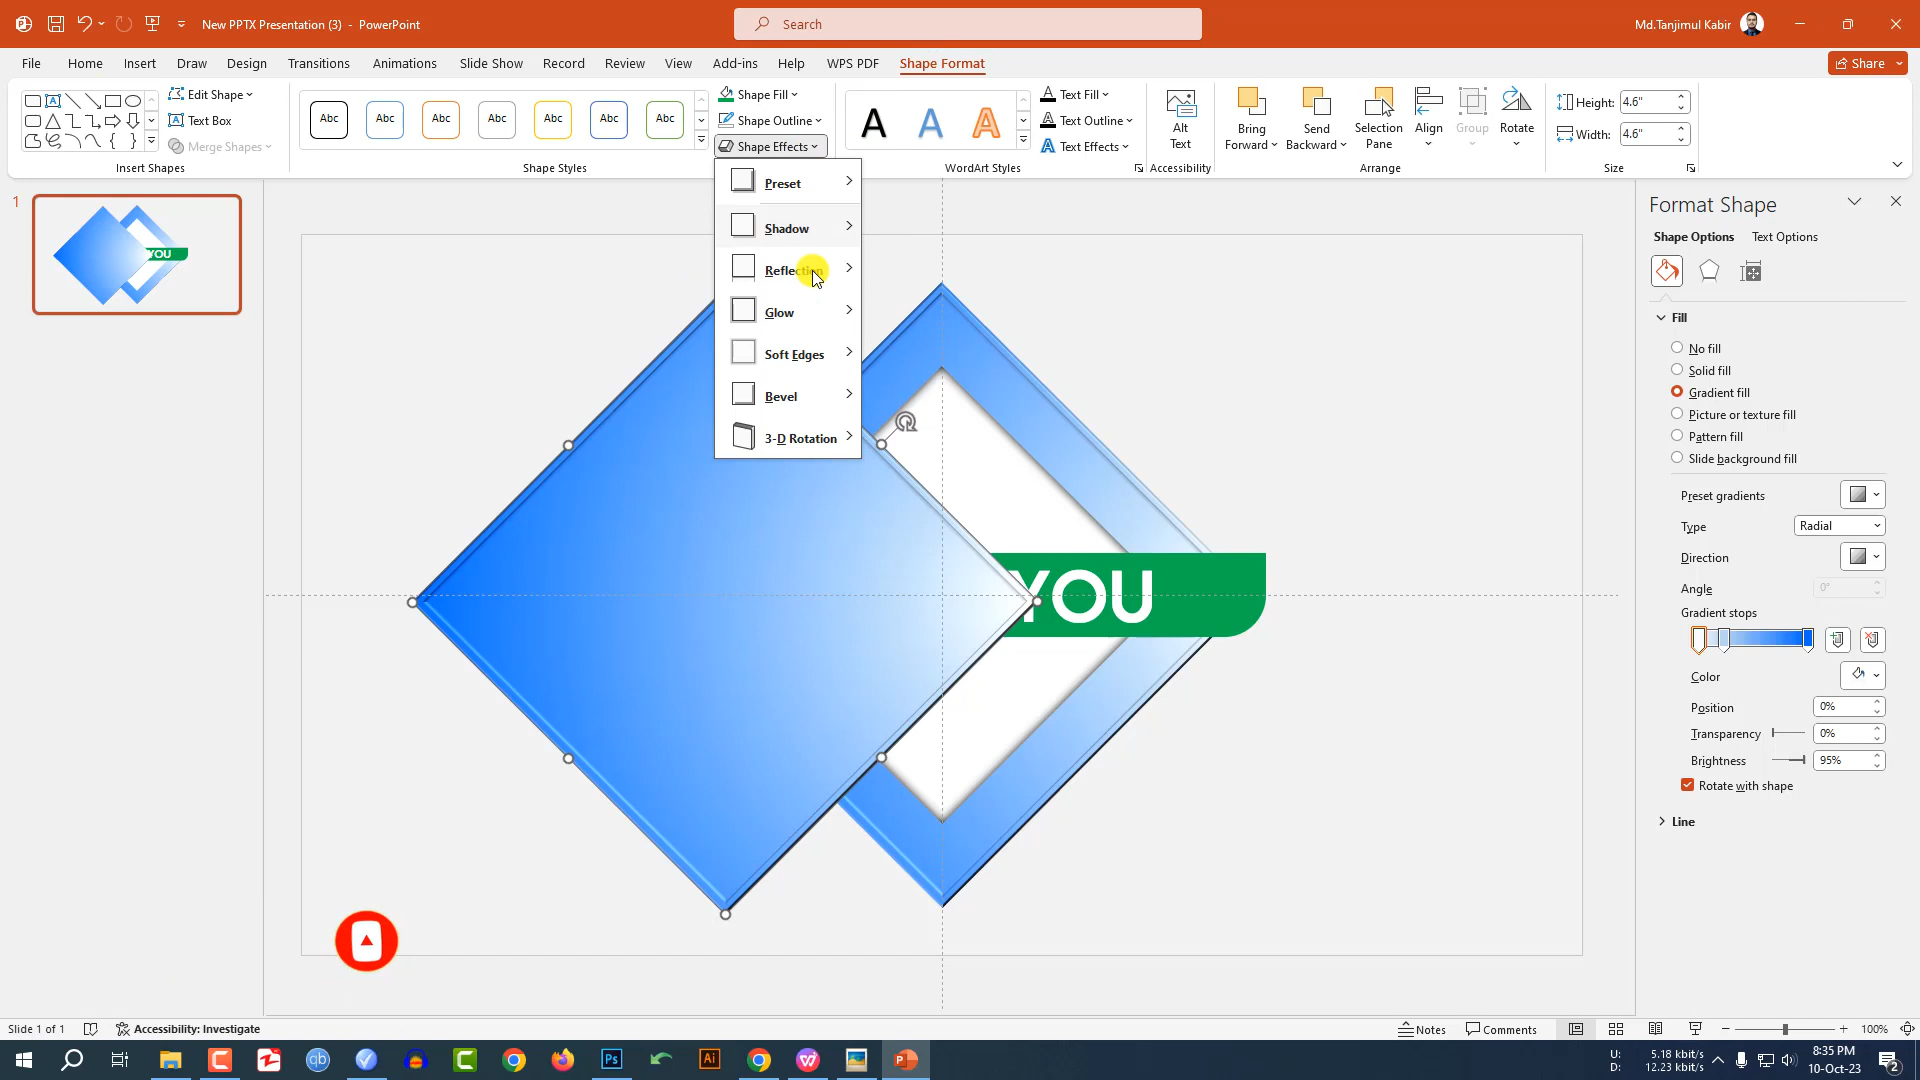 New PPTX Presentation (3) - PowerPoint
Search
Md.Tanjimul Kabir
File
Home
Insert
Draw
Design
Transitions
Animations
Slide Show
Record
Review
View
Add-ins
Help
WPS PDF
Shape Format
Share
Edit Shape
Text Box
Merge Shapes
Insert Shapes
Abc
Abc
Abc
Abc
Abc
Abc
Abc
Shape Styles
Shape Fill
Shape Outline
Shape Effects
A
A
A
WordArt Styles
Text Fill
Text Outline
Text Effects
Alt
Text
Accessibility
Bring
Forward
Send
Backward
Selection
Pane
Align
Group
Rotate
Arrange
Height: 4.6"
Width: 4.6"
Size
Preset
Shadow
Reflection
Glow
Soft Edges
Bevel
3-D Rotation
1
YOU
YOU
Format Shape
Shape Options
Text Options
Fill
No fill
Solid fill
Gradient fill
Picture or texture fill
Pattern fill
Slide background fill
Preset gradients
Type Radial
Direction
Angle 0°
Gradient stops
Color
Position 0%
Transparency 0%
Brightness 95%
Rotate with shape
Line
Slide 1 of 1
Accessibility: Investigate
Notes
Comments
100%
qb
Ps
Ai
U: 5.18 kbit/s
D: 12.23 kbit/s
8:35 PM
10-Oct-23
2